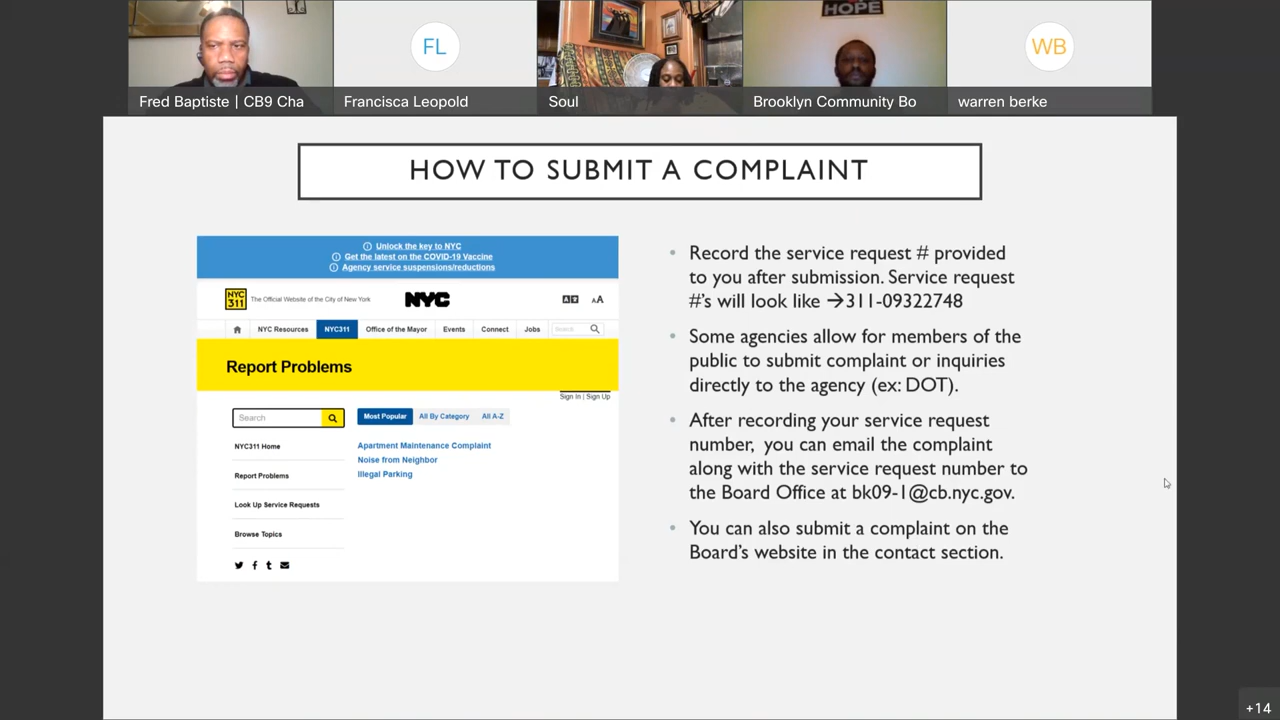 HOPE
FL
WB
Fred Baptiste | CB9 Cha
Francisca Leopold
Soul
Brooklyn Community Bo
warren berke
HOW TO SUBMIT A COMPLAINT
Unlock the key to NYC
Get the latest on the COVID-19 Vaccine
Agency service suspensions/reductions
NYC
311
The Official Website of the City of New York
NYC
AA
NYC Resources
NYC311
Office of the Mayor
Events
Connect
Jobs
Search
Report Problems
Sign In | Sign Up
Search
Most Popular
All By Category
All A-Z
NYC311 Home
Report Problems
Look Up Service Requests
Browse Topics
Apartment Maintenance Complaint
Noise from Neighbor
Illegal Parking
• Record the service request # provided
to you after submission. Service request
#'s will look like →311-09322748
• Some agencies allow for members of the
public to submit complaint or inquiries
directly to the agency (ex: DOT).
• After recording your service request
number, you can email the complaint
along with the service request number to
the Board Office at bk09-1@cb.nyc.gov.
• You can also submit a complaint on the
Board's website in the contact section.
+14